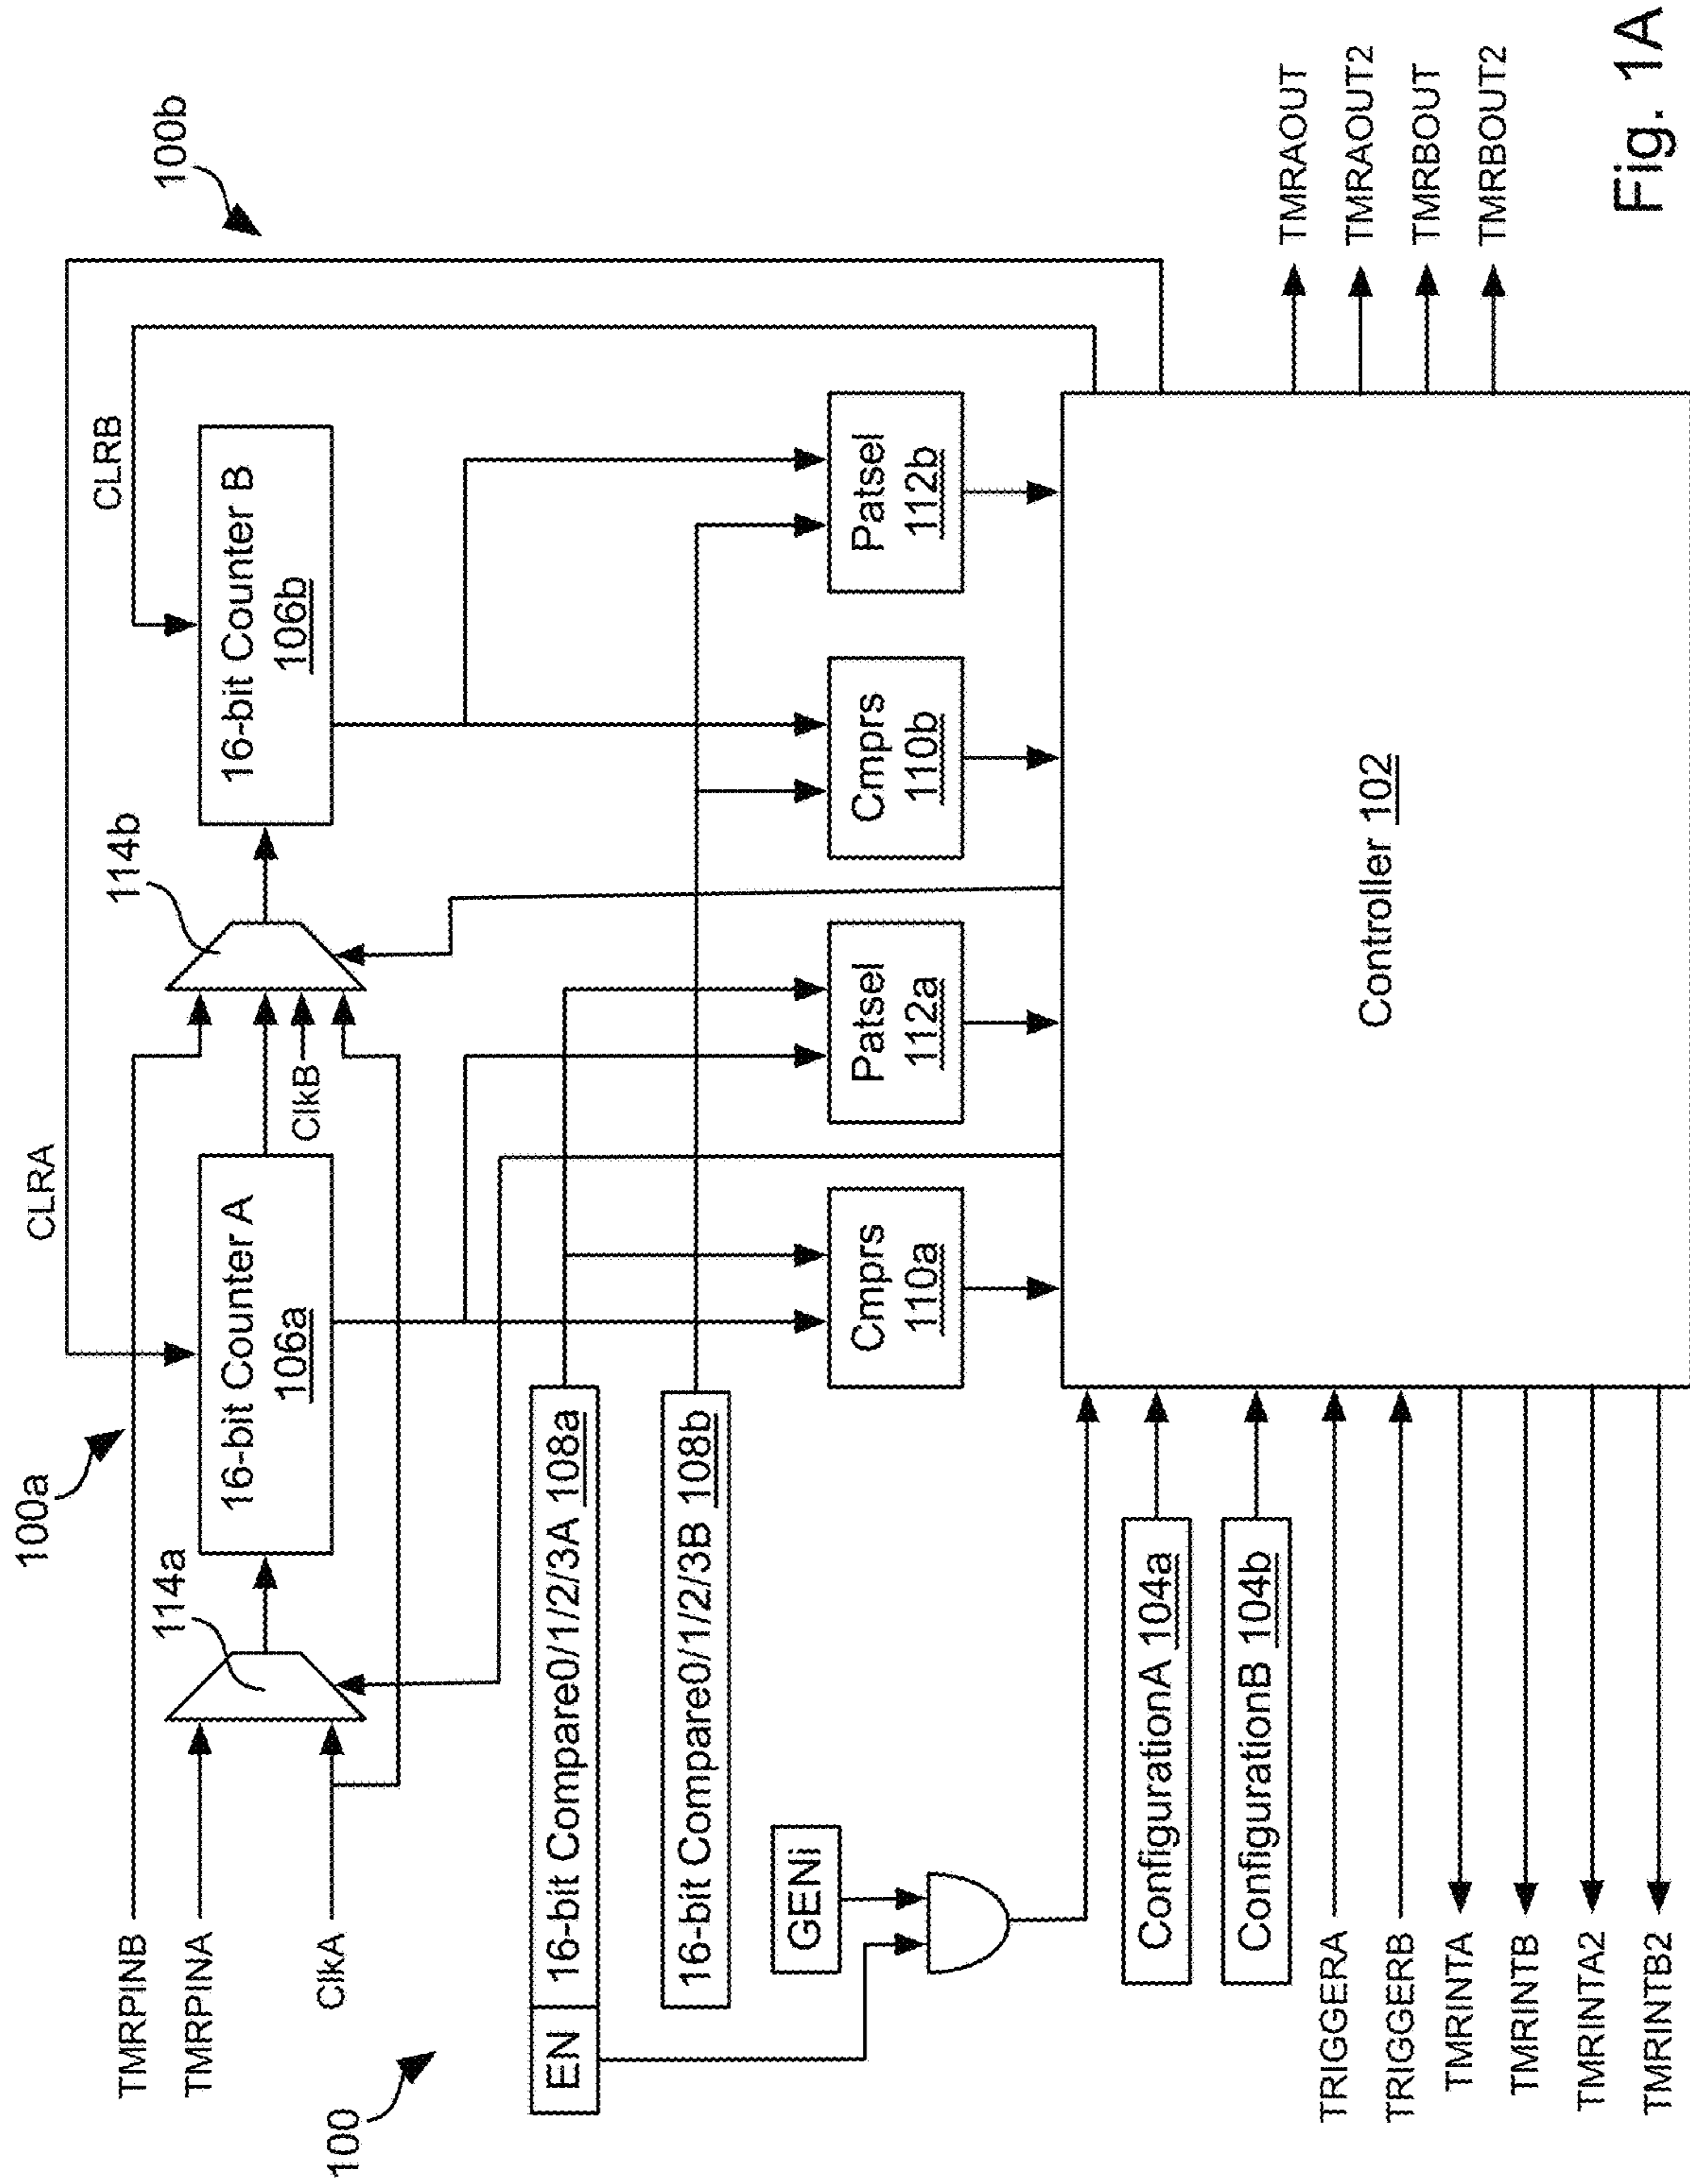 100
100a
100b
TMRPINB
TMRPINA
ClkA
114a
CLRA
16-bit Counter A
106a
ClkB
114b
CLRB
16-bit Counter B
106b
EN
16-bit Compare0/1/2/3A 108a
16-bit Compare0/1/2/3B 108b
GENi
Cmprs
110a
Patsel
112a
Cmprs
110b
Patsel
112b
ConfigurationA 104a
ConfigurationB 104b
TRIGGERA
TRIGGERB
TMRINTA
TMRINTB
TMRINTA2
TMRINTB2
Controller 102
TMRAOUT
TMRAOUT2
TMRBOUT
TMRBOUT2
Fig. 1A